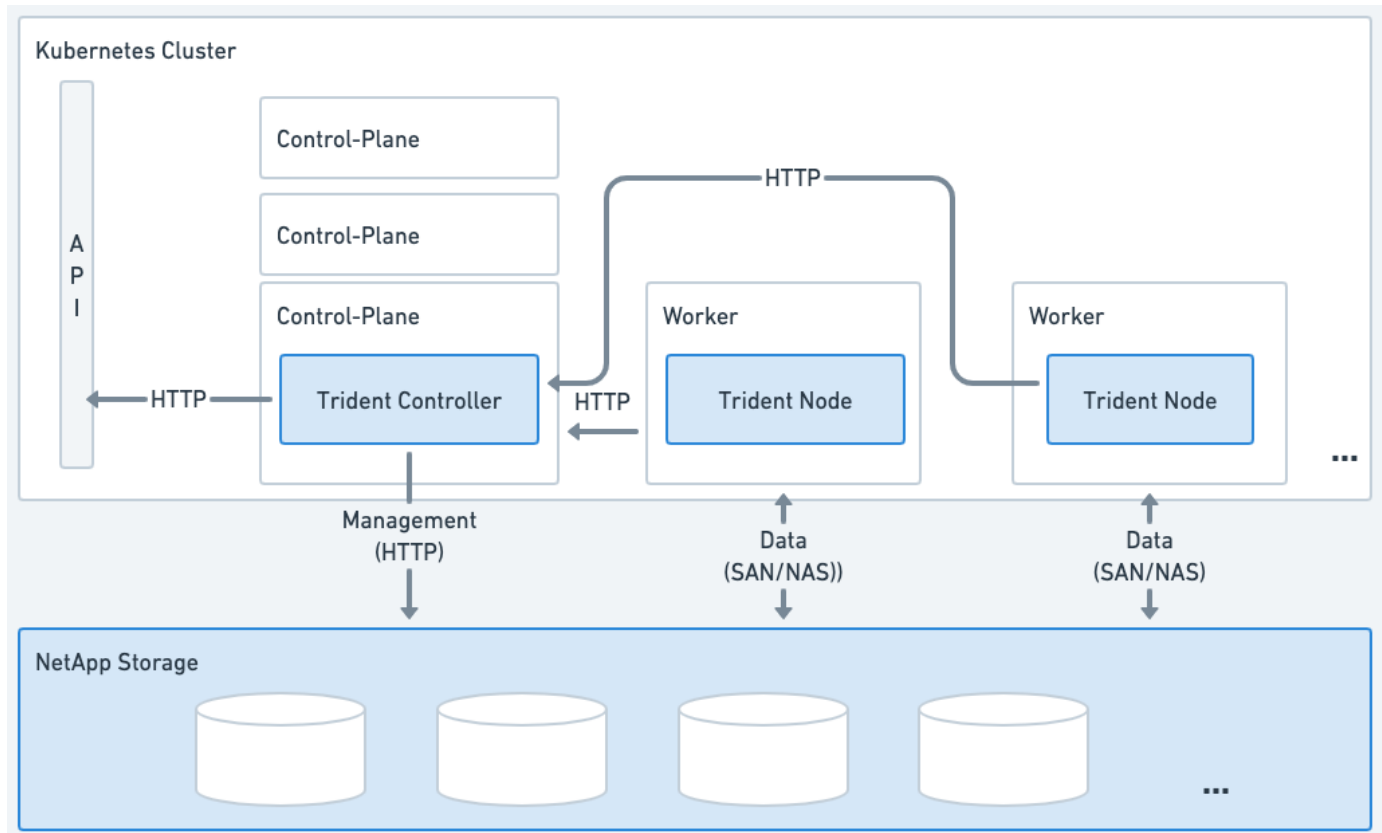 Kubernetes Cluster
A
P
I
Control-Plane
Control-Plane
Control-Plane
Trident Controller
HTTP
HTTP
HTTP
Worker
Trident Node
Worker
Trident Node
...
Management
(HTTP)
Data
(SAN/NAS))
Data
(SAN/NAS)
NetApp Storage
...